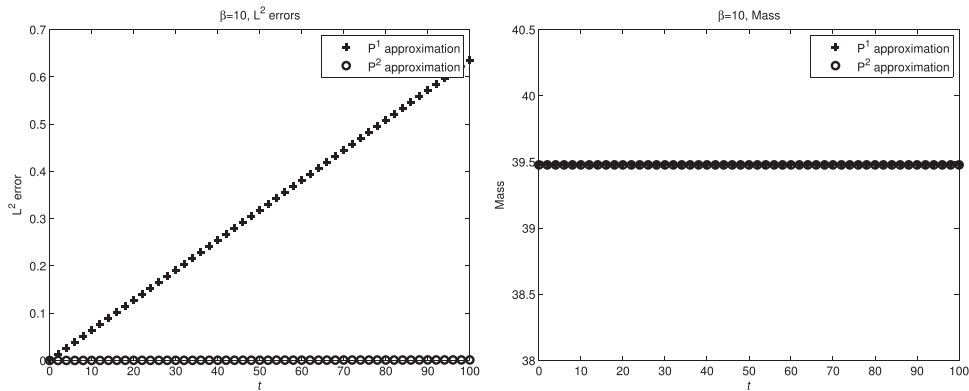 β=10, L² errors
P¹ approximation
P² approximation
L² error
0.7
0.6
0.5
0.4
0.3
0.2
0.1
0
0 10 20 30 40 50 60 70 80 90 100
t
β=10, Mass
P¹ approximation
P² approximation
Mass
40.5
40
39.5
39
38.5
38
0 10 20 30 40 50 60 70 80 90 100
t